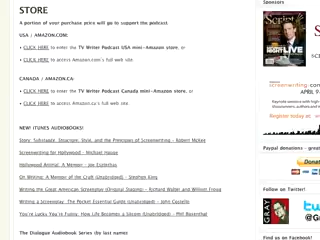 STORE
A portion of your purchase price will go to support the podcast
USA | AMAZON.COM:
• CLICK HERE to enter the TV Writer Podcast USA mini-Amazon store, or
• CLICK HERE to access Amazon.com's full web site.
CANADA | AMAZON.CA:
• CLICK HERE to enter the TV Writer Podcast Canada mini-Amazon store, or
• CLICK HERE to access Amazon.ca's full web site.
NEW! ITUNES AUDIOBOOKS!
Story: Substance, Structure, Style, and the Principles of Screenwriting - Robert McKee
Screenwriting for Hollywood - Michael Hauge
Hollywood Animal: A Memoir - Joe Eszterhas
On Writing: A Memoir of the Craft (Unabridged) - Stephen King
Writing the Great American Screenplay (Original Staging) - Richard Walter and William Froug
Writing a Screenplay: The Pocket Essential Guide (Unabridged) - John Costello
You're Lucky You're Funny: How Life Becomes a Sitcom (Unabridged) - Phil Rosenthal
The Dialogue Audiobook Series (by last name)
Sponsors
Script
LIVE
screenwriting
APRIL 9-
Register today at
Paypal donations - great
Donate
Follow on Twitter!
GRAY
Find us on Facebook!